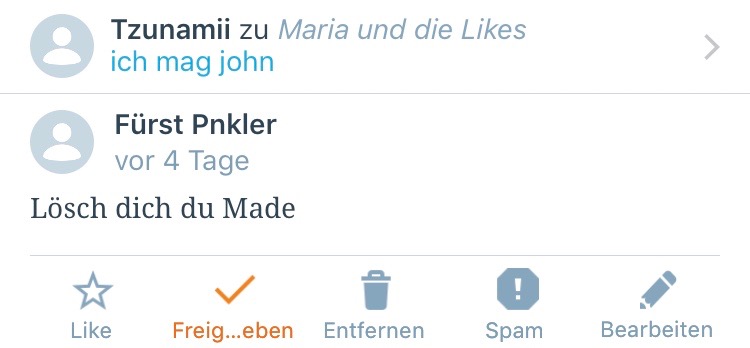 Tzunamii zu Maria und die Likes
ich mag john
Fürst Pnkler
vor 4 Tage
Lösch dich du Made
Like Freig...eben Entfernen Spam Bearbeiten